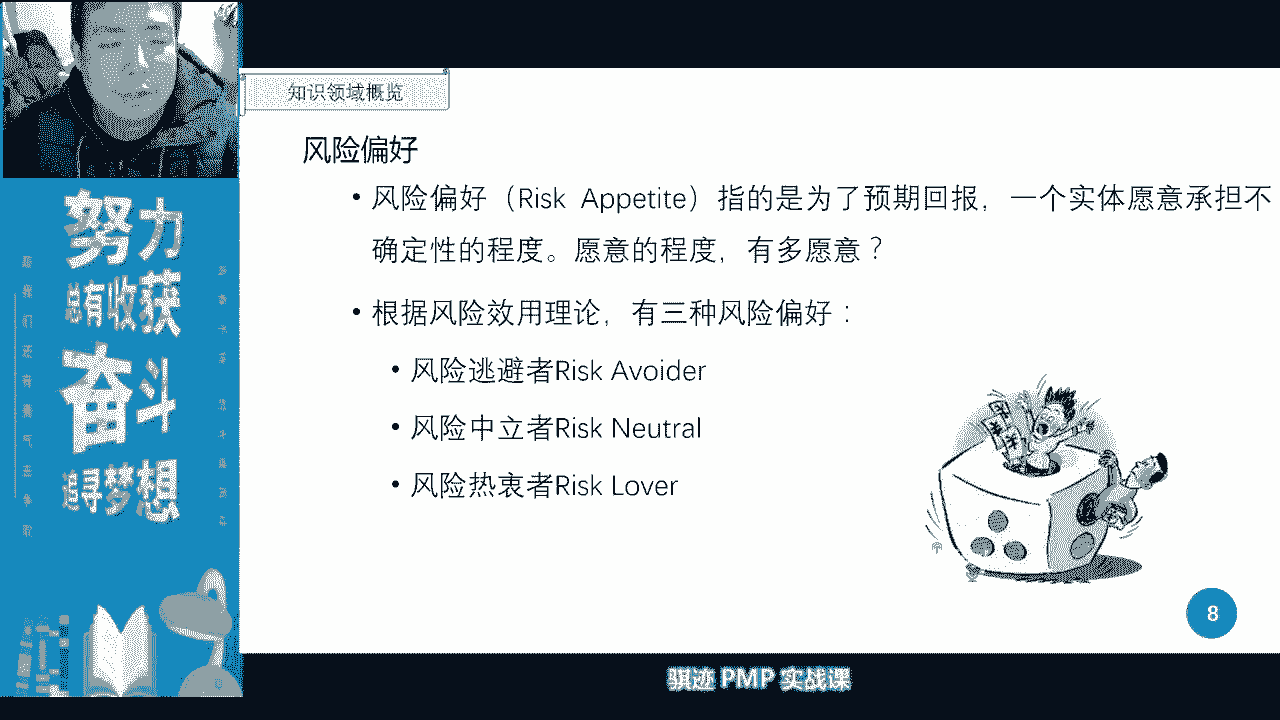 知识领域概览
风险偏好
• 风险偏好（Risk Appetite）指的是为了预期回报，一个实体愿意承担不
确定性的程度。愿意的程度，有多愿意？
• 根据风险效用理论，有三种风险偏好：
• 风险逃避者Risk Avoider
• 风险中立者Risk Neutral
• 风险热衷者Risk Lover
8
努力
总有收获
奋斗
追寻梦想
骐迹 PMP 实战课